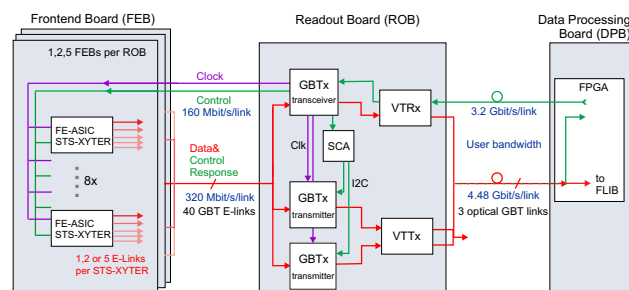 Frontend Board (FEB)
Readout Board (ROB)
Data Processing
Board (DPB)
1,2,5 FEBs per ROB
Clock
Control
160 Mbit/s/link
GBTx
transceiver
VTRx
3.2 Gbit/s/link
FPGA
FE-ASIC
STS-XYTER
Data&
Control
Response
Clk
SCA
User bandwidth
8x
I2C
320 Mbit/s/link
40 GBT E-links
GBTx
transmitter
4.48 Gbit/s/link
3 optical GBT links
to
FLIB
FE-ASIC
STS-XYTER
VTTx
GBTx
transmitter
1,2 or 5 E-Links
per STS-XYTER